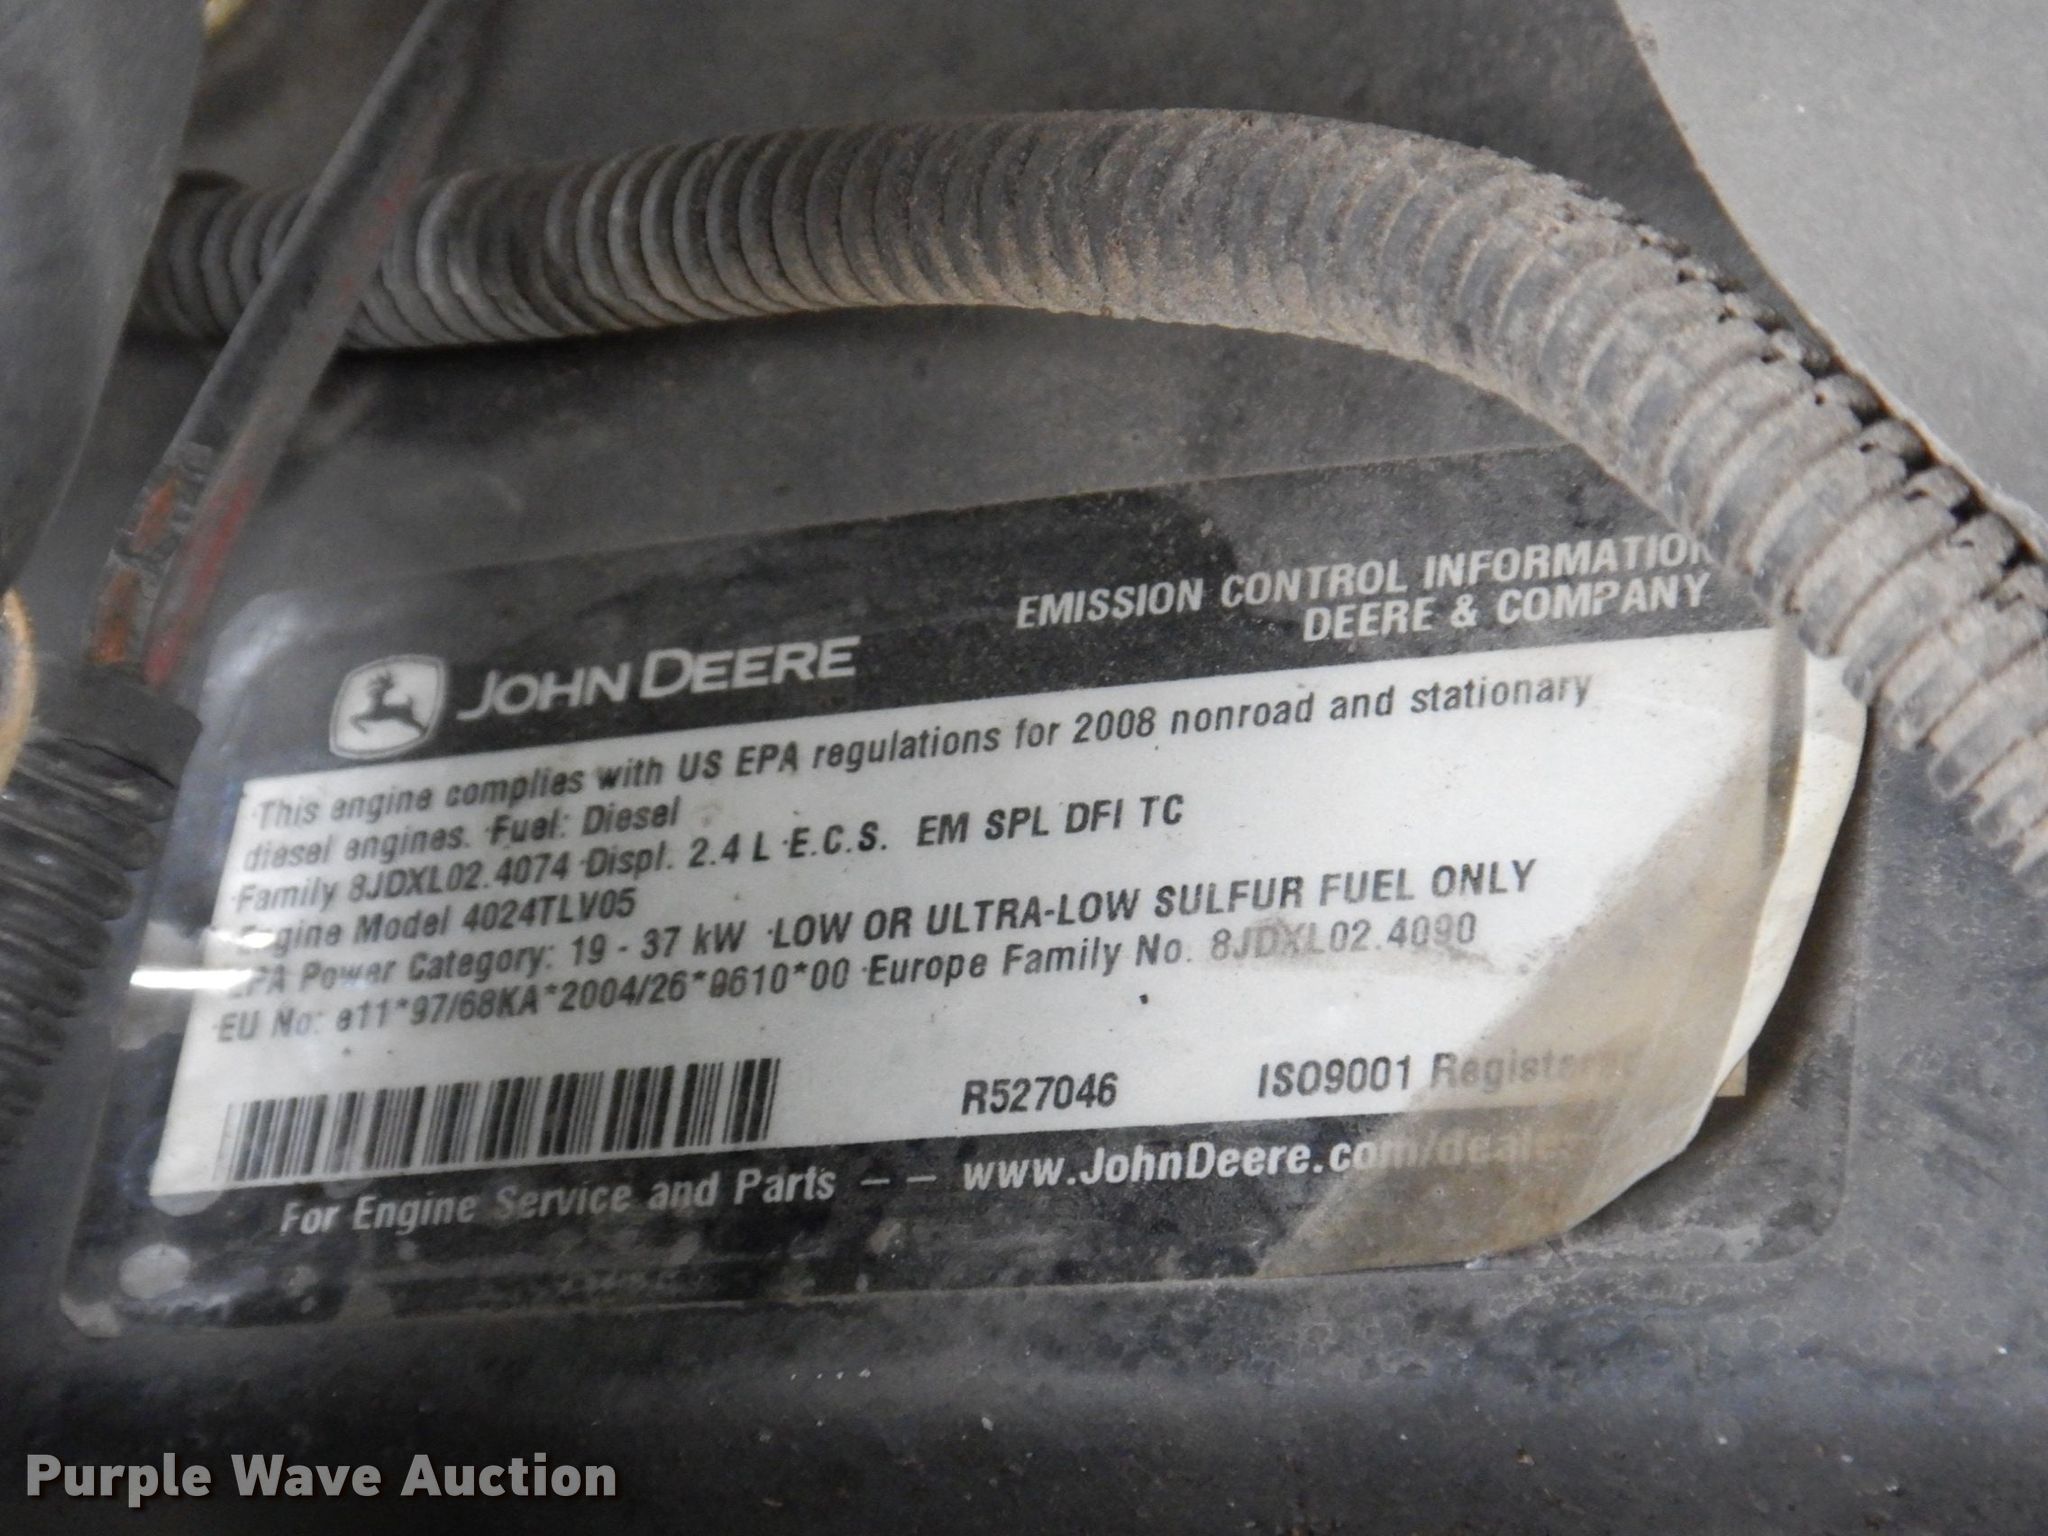 EMISSION CONTROL INFORMATION
JOHN DEERE DEERE & COMPANY
·This engine complies with US EPA regulations for 2008 nonroad and stationary
diesel engines. ·Fuel: Diesel
·Family 8JDXL02.4074 ·Displ. 2.4 L ·E.C.S. EM SPL DFI TC
·Engine Model 4024TLV05
·EPA Power Category: 19 - 37 kW ·LOW OR ULTRA-LOW SULFUR FUEL ONLY
·EU No: e11*97/68KA*2004/26*0610*00 ·Europe Family No. 8JDXL02.4090
R527046 ISO9001 Registered
For Engine Service and Parts – – www.JohnDeere.com/deale
Purple Wave Auction